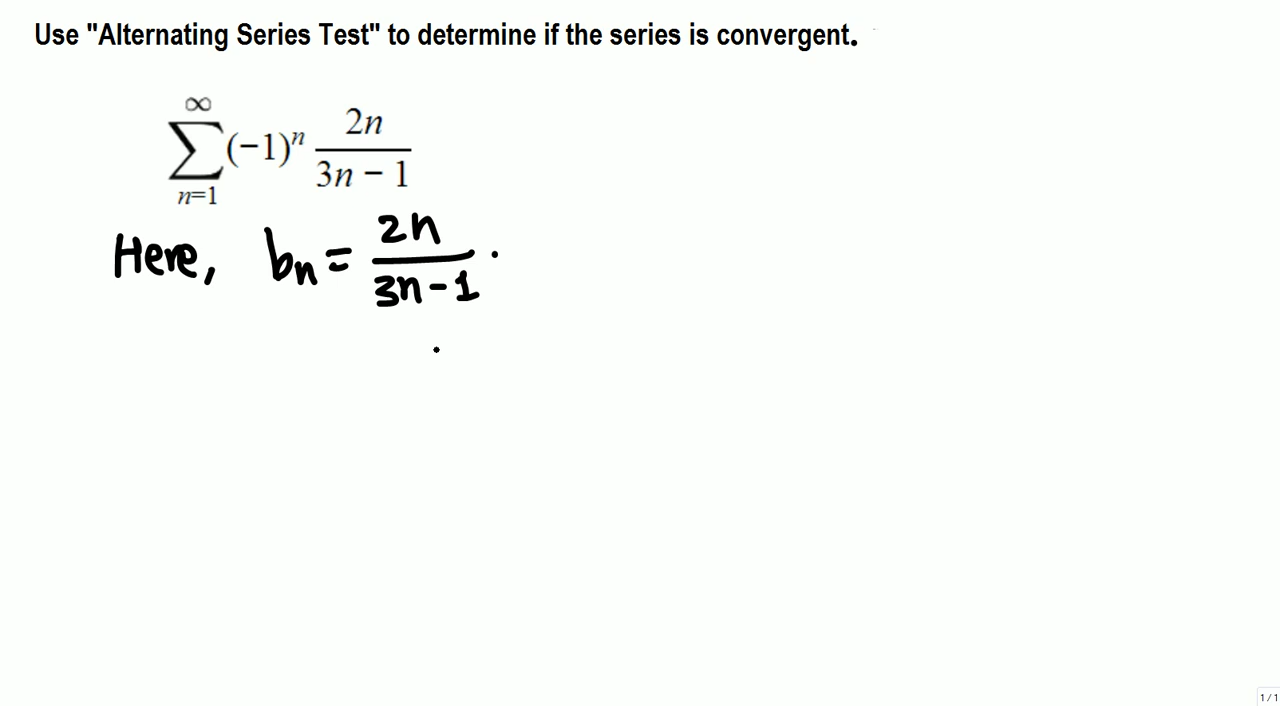 Use "Alternating Series Test" to determine if the series is convergent.
∞
∑ (−1)ⁿ 2n / 3n − 1
n=1
Here, bₙ = 2n / 3n − 1 .
1 / 1